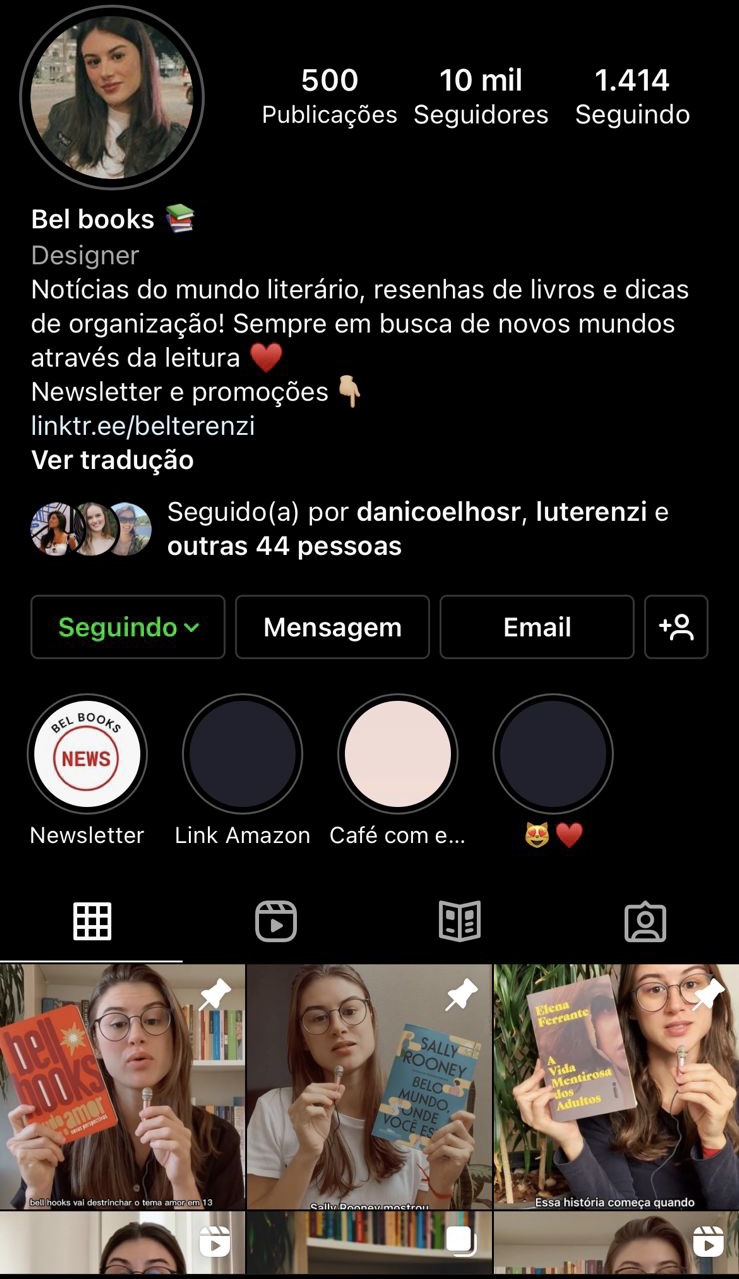 500
10 mil
1.414
Publicações
Seguidores
Seguindo
Bel books
Designer
Notícias do mundo literário, resenhas de livros e dicas
de organização! Sempre em busca de novos mundos
através da leitura ♥️
Newsletter e promoções 👇🏼
linktr.ee/belterenzi
Ver tradução
Seguido(a) por danicoelhosr, luterenzi e
outras 44 pessoas
Seguindo
Mensagem
Email
BEL BOOKS
NEWS
Newsletter
Link Amazon
Café com e...
😻♥️
bell
hooks
amor
novas perspectivas
bell hooks vai destrinchar o tema amor em 13
SALLY
ROONEY
BELO
MUNDO,
ONDE
VOCÊ ES
Sally Rooney mostrou
Elena
Ferrante
A
Vida
Mentirosa
dos
Adultos
Essa história começa quando